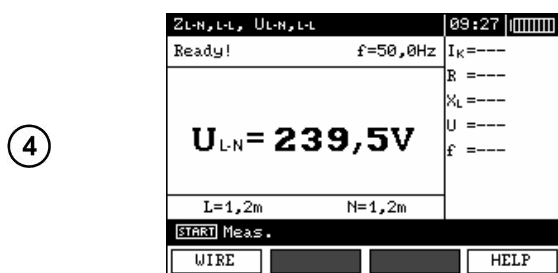 4
ZL-N,L-L, UL-N,L-L 09:27
Ready! f=50,0Hz
IK=---
R =---
XL =---
U =---
f =---
UL-N= 239,5V
L=1,2m N=1,2m
START Meas.
WIRE HELP